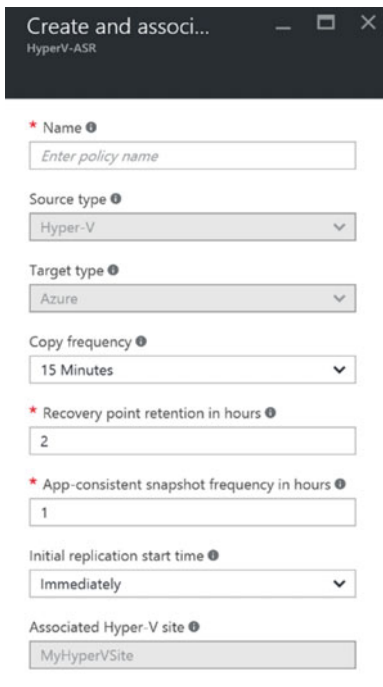 Create and associ...
HyperV-ASR
* Name
Enter policy name
Source type
Hyper-V
Target type
Azure
Copy frequency
15 Minutes
* Recovery point retention in hours
2
* App-consistent snapshot frequency in hours
1
Initial replication start time
Immediately
Associated Hyper-V site
MyHyperVSite